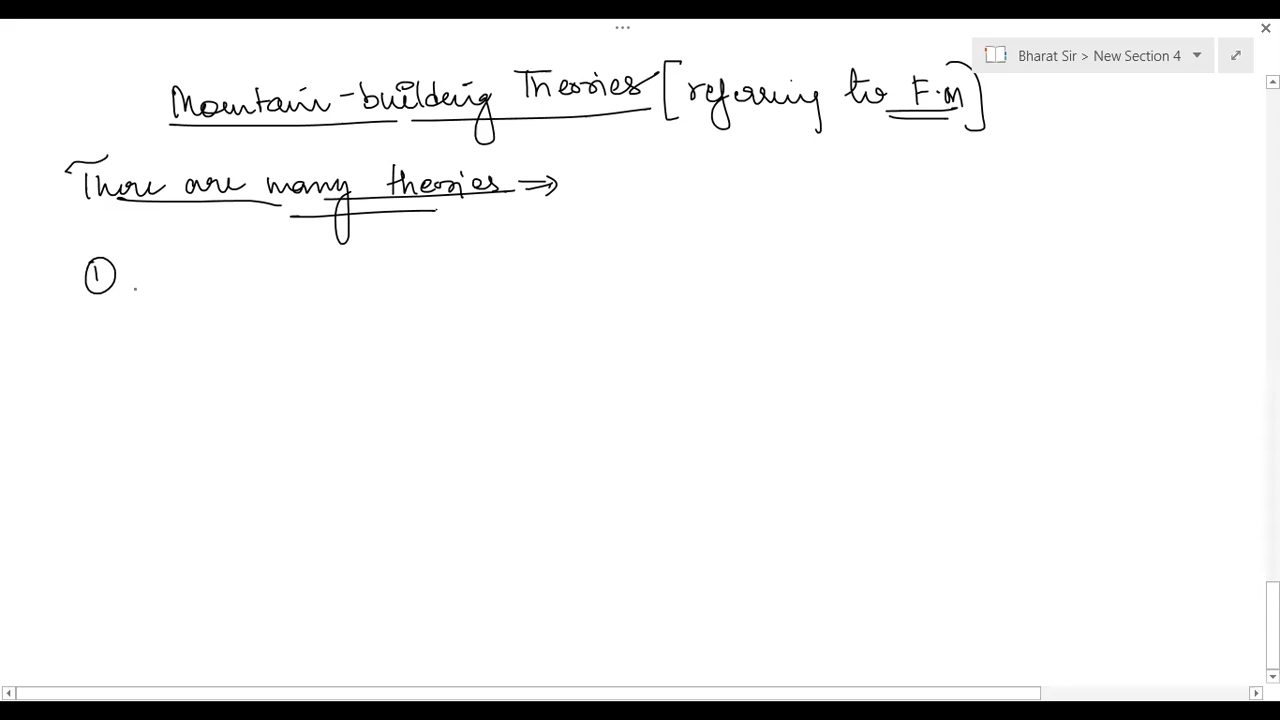 Bharat Sir > New Section 4
Mountain-building Theories [referring to F.M]
There are many theories ⇒
①